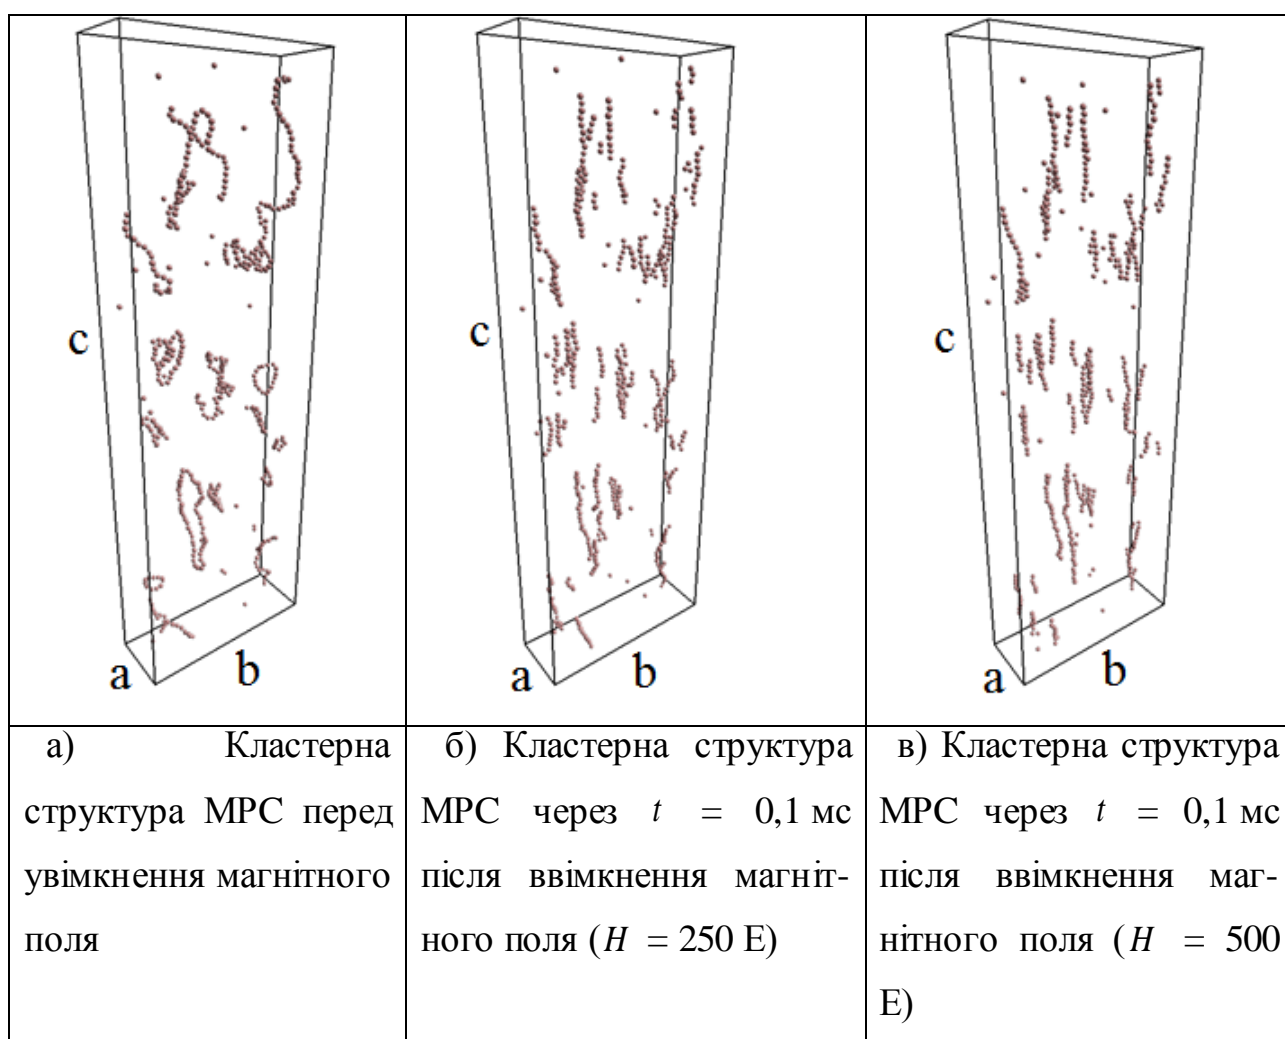 c
a
b
c
a
b
c
a
b
а) Кластерна
структура МРС перед
увімкнення магнітного
поля
б) Кластерна структура
МРС через t = 0,1 мс
після ввімкнення магніт-
ного поля (H = 250 Е)
в) Кластерна структура
МРС через t = 0,1 мс
після ввімкнення маг-
нітного поля (H = 500
Е)